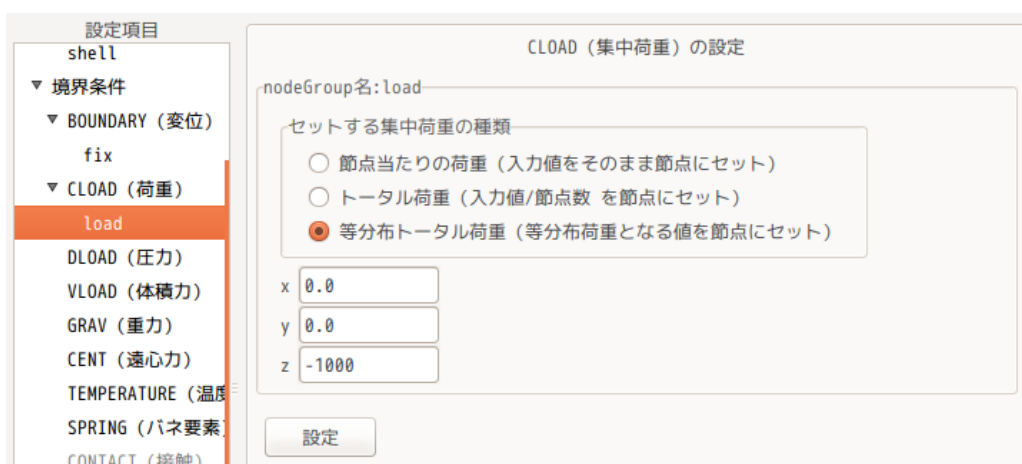 設定項目
shell
▼ 境界条件
▼ BOUNDARY (変位)
fix
▼ CLOAD (荷重)
load
DLOAD (圧力)
VLOAD (体積力)
GRAV (重力)
CENT (遠心力)
TEMPERATURE (温度
SPRING (バネ要素)
CONTACT (接触)
CLOAD (集中荷重) の設定
nodeGroup名:load
セットする集中荷重の種類
節点当たりの荷重 (入力値をそのまま節点にセット)
トータル荷重 (入力値/節点数 を節点にセット)
等分布トータル荷重 (等分布荷重となる値を節点にセット)
x 0.0
y 0.0
z -1000
設定